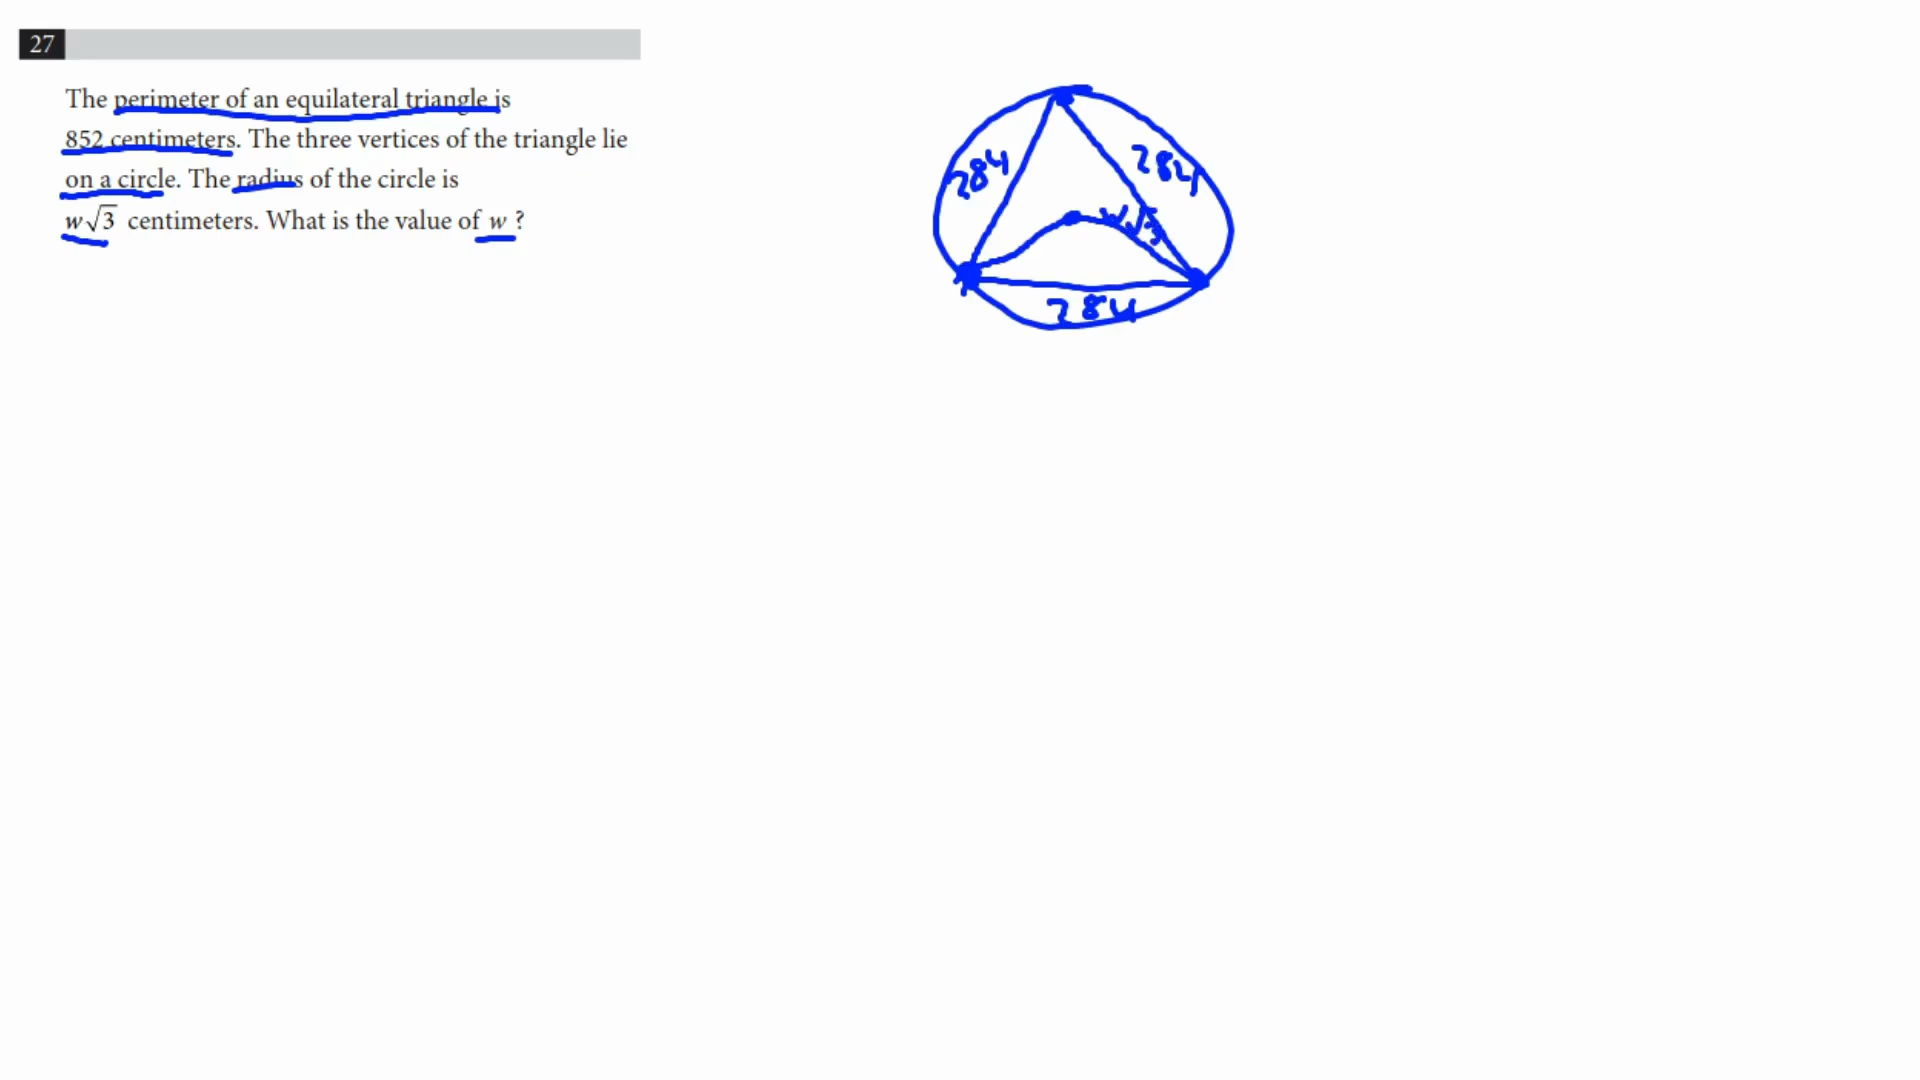 27
The perimeter of an equilateral triangle is
852 centimeters. The three vertices of the triangle lie
on a circle. The radius of the circle is
w√3 centimeters. What is the value of w ?
284
284
w√3
284